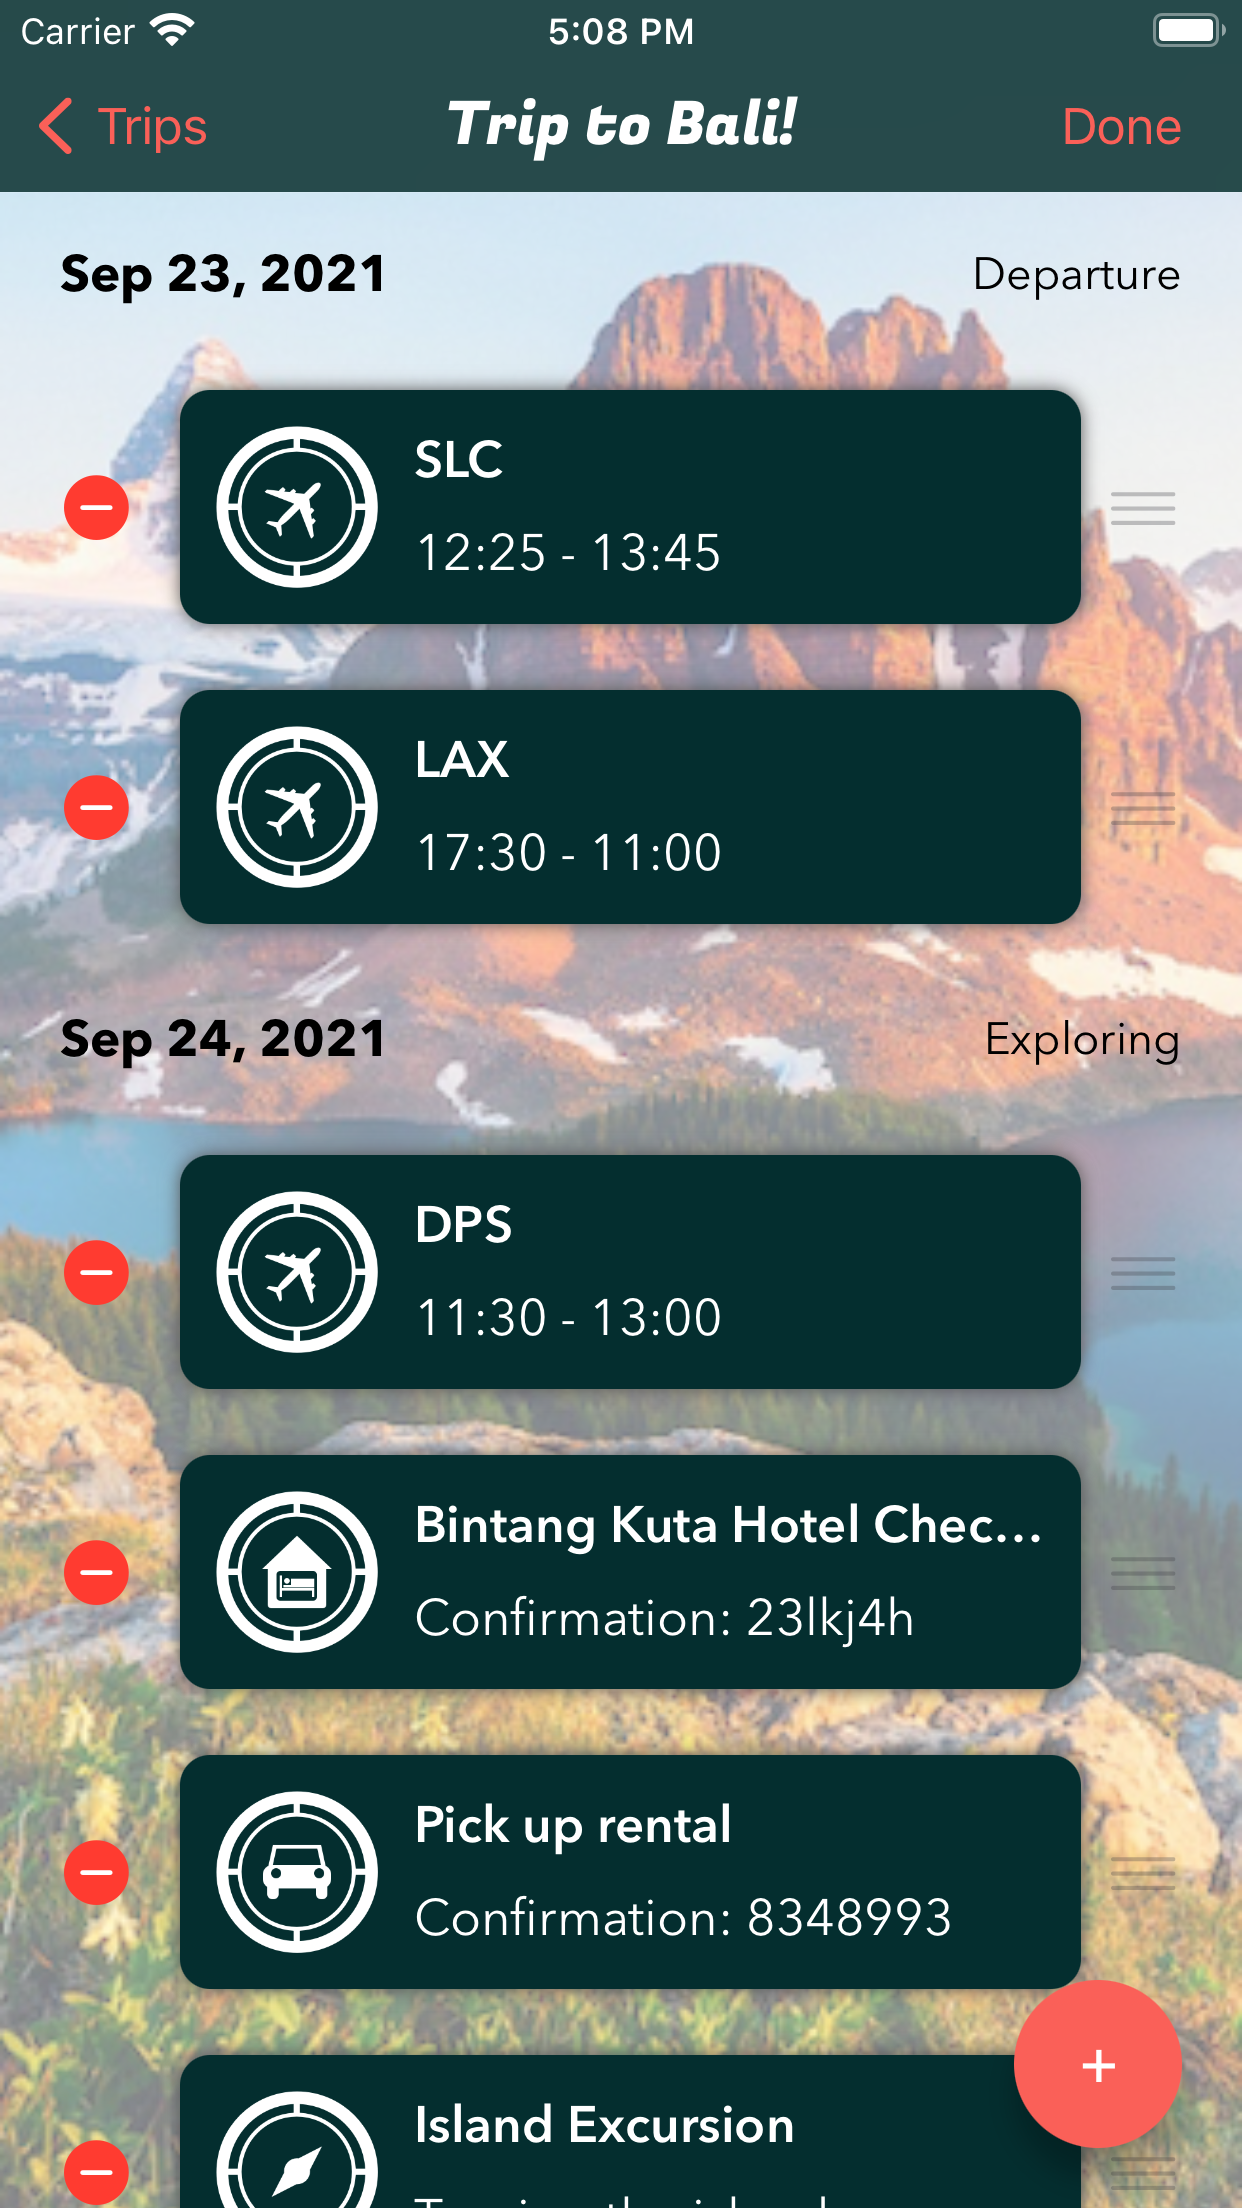 Carrier 5:08 PM
Trips Trip to Bali! Done
Sep 23, 2021 Departure
SLC
12:25 - 13:45
LAX
17:30 - 11:00
Sep 24, 2021 Exploring
DPS
11:30 - 13:00
Bintang Kuta Hotel Chec...
Confirmation: 23lkj4h
Pick up rental
Confirmation: 8348993
+
Island Excursion